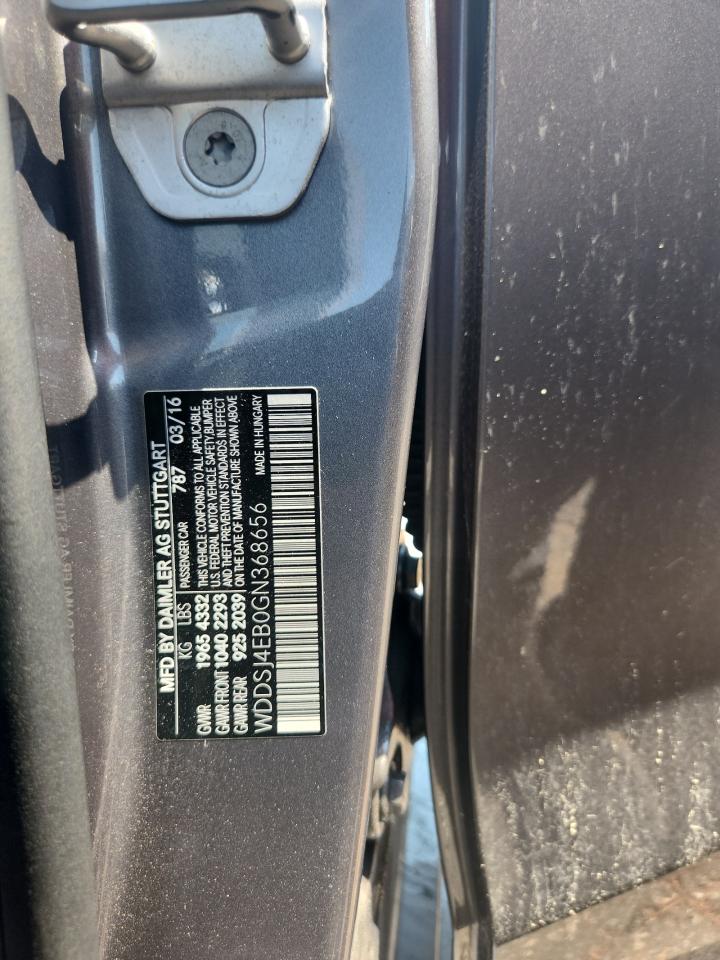 MFD BY DAIMLER AG STUTTGART
KG LBS PASSENGER CAR 787 03/16
GVWR 1965 4332 THIS VEHICLE CONFORMS TO ALL APPLICABLE
GAWR FRONT 1040 2293 U.S. FEDERAL MOTOR VEHICLE SAFETY, BUMPER
GAWR REAR 925 2039 AND THEFT PREVENTION STANDARDS IN EFFECT
ON THE DATE OF MANUFACTURE SHOWN ABOVE
WDDSJ4EB0GN368656 MADE IN HUNGARY